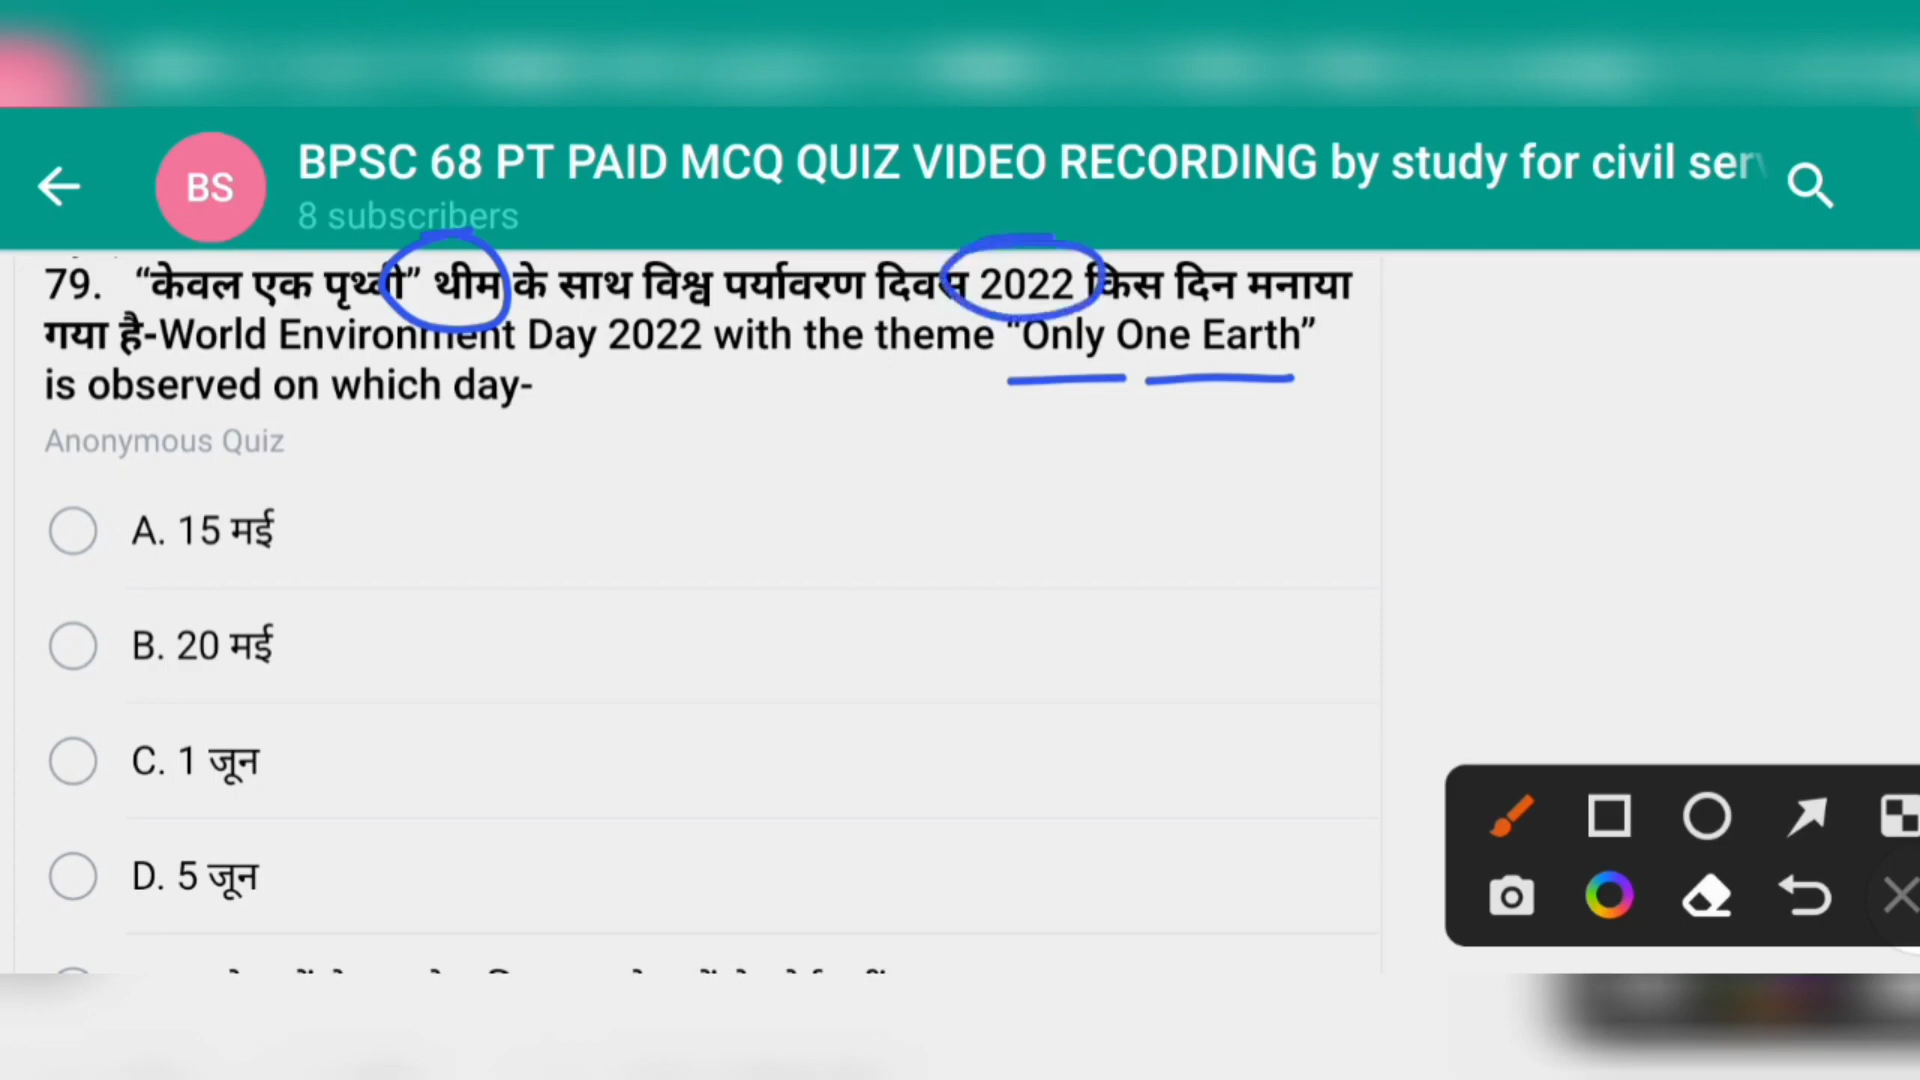 BPSC 68 PT PAID MCQ QUIZ VIDEO RECORDING by study for civil serv
BS
8 subscribers
79. “केवल एक पृथ्वी” थीम के साथ विश्व पर्यावरण दिवस 2022 किस दिन मनाया
गया है-World Environment Day 2022 with the theme “Only One Earth”
is observed on which day-
Anonymous Quiz
A. 15 मई
B. 20 मई
C. 1 जून
D. 5 जून